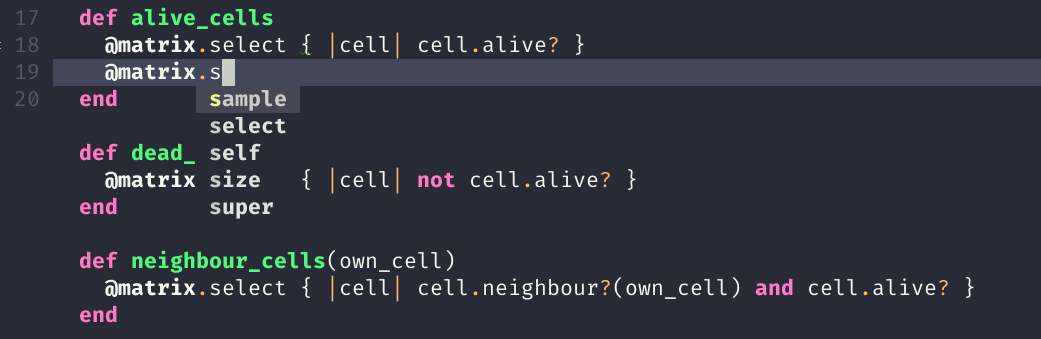 17 def alive_cells
18 @matrix.select { |cell| cell.alive? }
19 @matrix.s
20 end sample
select
def dead_ self
@matrix size { |cell| not cell.alive? }
end super
def neighbour_cells(own_cell)
@matrix.select { |cell| cell.neighbour?(own_cell) and cell.alive? }
end